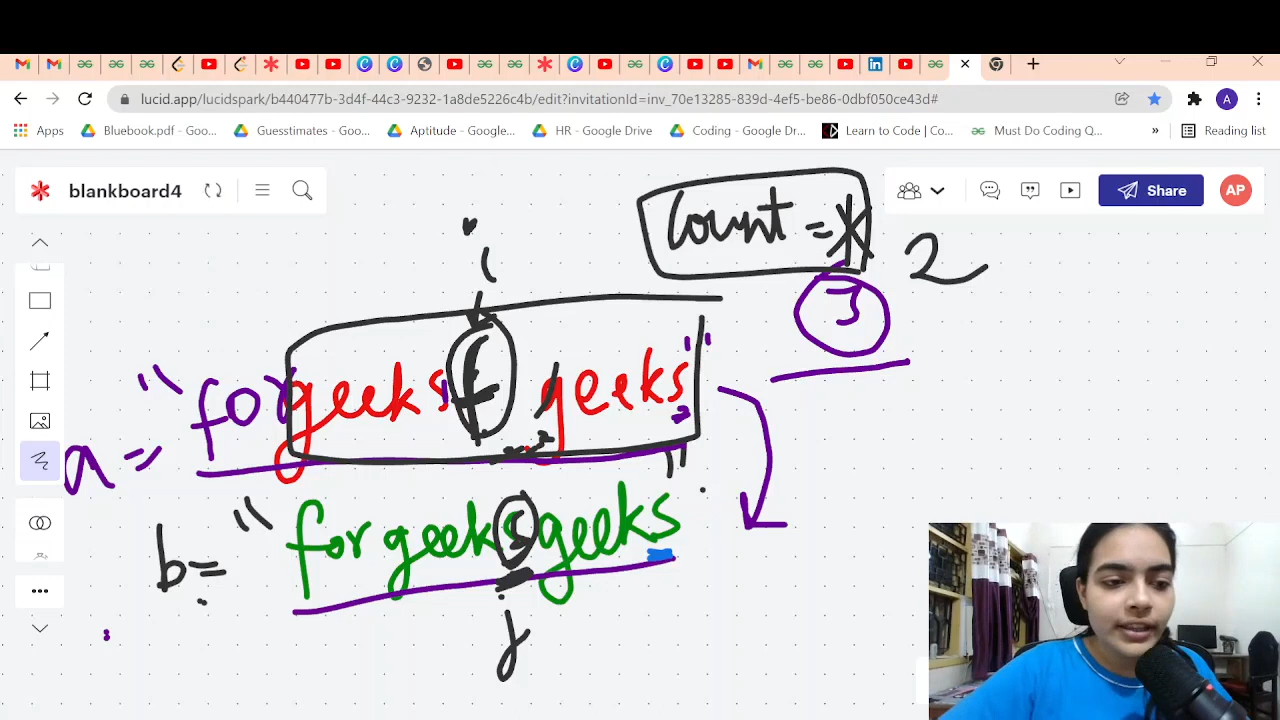 lucid.app/lucidspark/b440477b-3d4f-44c3-9232-1a8de5226c4b/edit?invitationId=inv_70e13285-839d-4ef5-be86-0dbf050ce43d#
A
Apps
Bluebook.pdf - Goo...
Guesstimates - Goo...
Aptitude - Google...
HR - Google Drive
Coding - Google Dr...
Learn to Code | Co...
Must Do Coding Q...
»
Reading list
blankboard4
Share
AP
count =
2
3
i
a = "forgeeksf geeks"
b = "forgeeksgeeks"
j